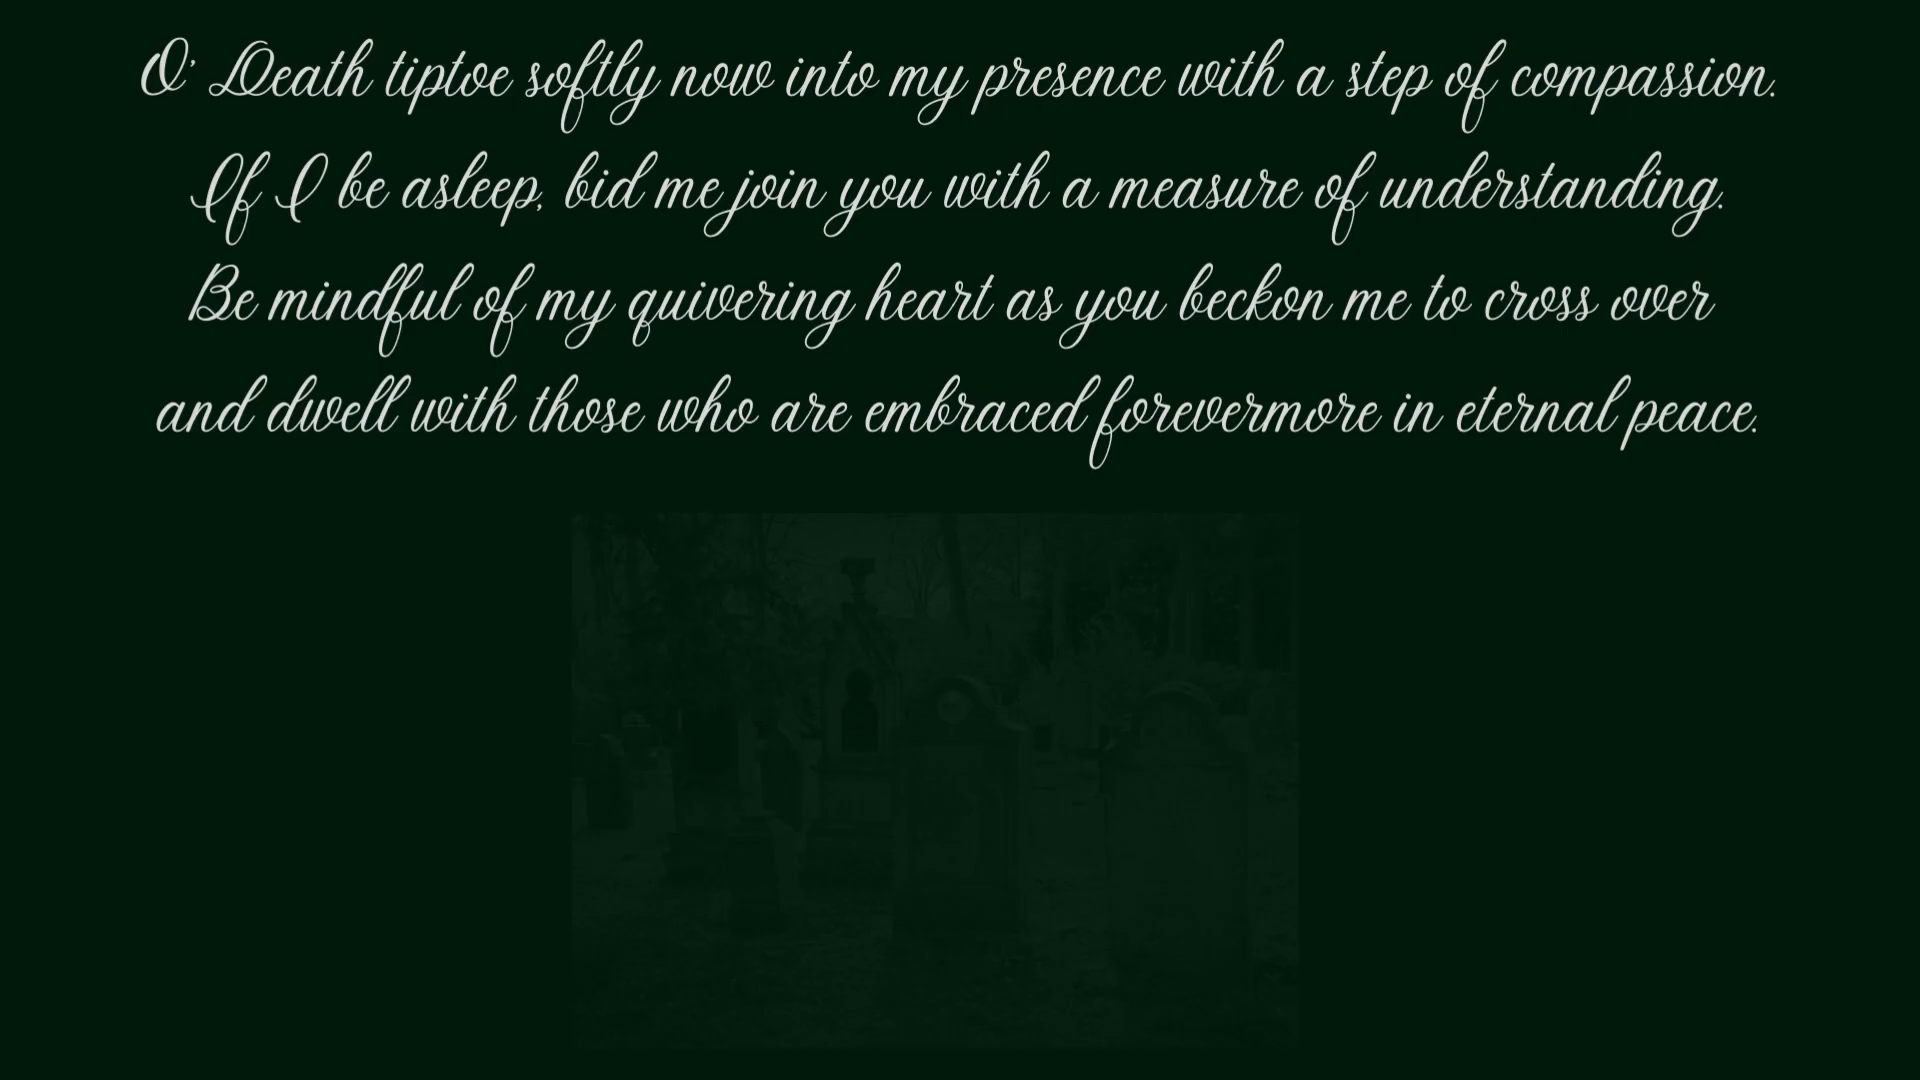 O' Death tiptoe softly now into my presence with a step of compassion.
If I be asleep, bid me join you with a measure of understanding.
Be mindful of my quivering heart as you beckon me to cross over
and dwell with those who are embraced forevermore in eternal peace.